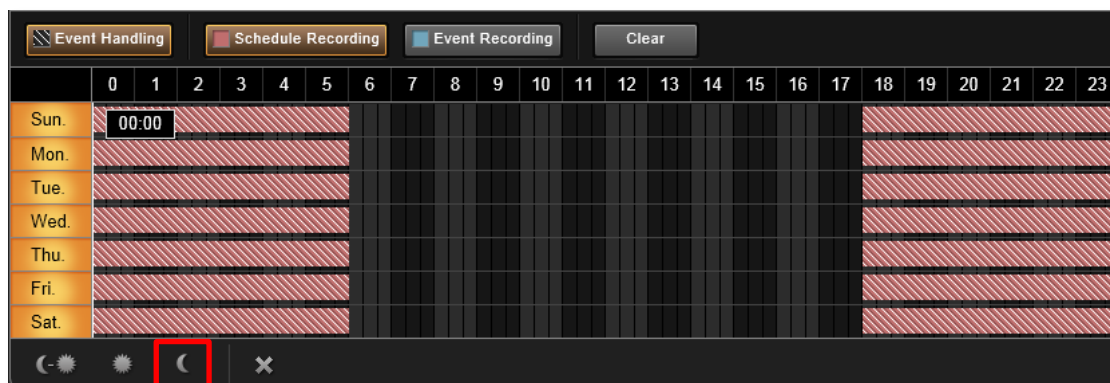 Event Handling Schedule Recording Event Recording Clear
0 1 2 3 4 5 6 7 8 9 10 11 12 13 14 15 16 17 18 19 20 21 22 23
Sun. 00:00
Mon.
Tue.
Wed.
Thu.
Fri.
Sat.